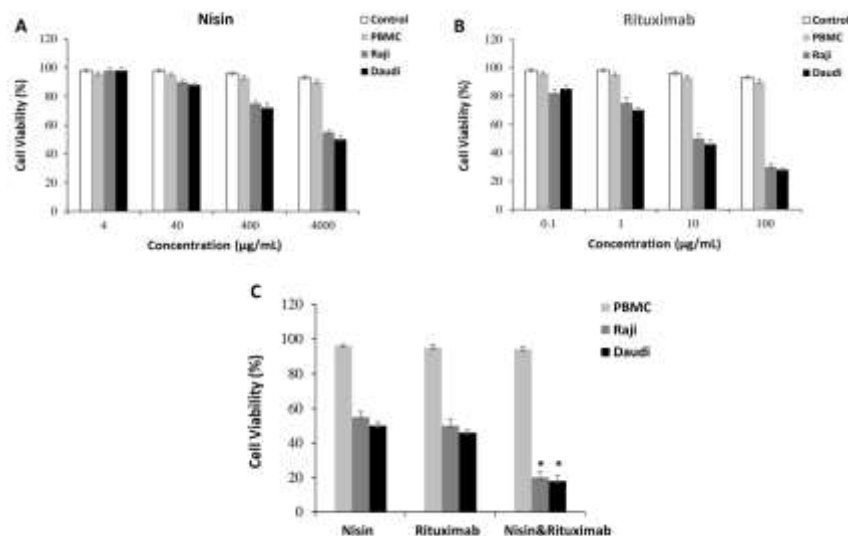 A
Nisin
Control
PBMC
Raji
Daudi
120
100
80
60
40
20
0
Cell Viability (%)
4
40
400
4000
Concentration (µg/mL)
B
Rituximab
Control
PBMC
Raji
Daudi
120
100
80
60
40
20
0
Cell Viability (%)
0.1
1
10
100
Concentration (µg/mL)
C
PBMC
Raji
Daudi
120
100
80
60
40
20
0
Cell Viability (%)
* *
Nisin
Rituximab
Nisin&Rituximab